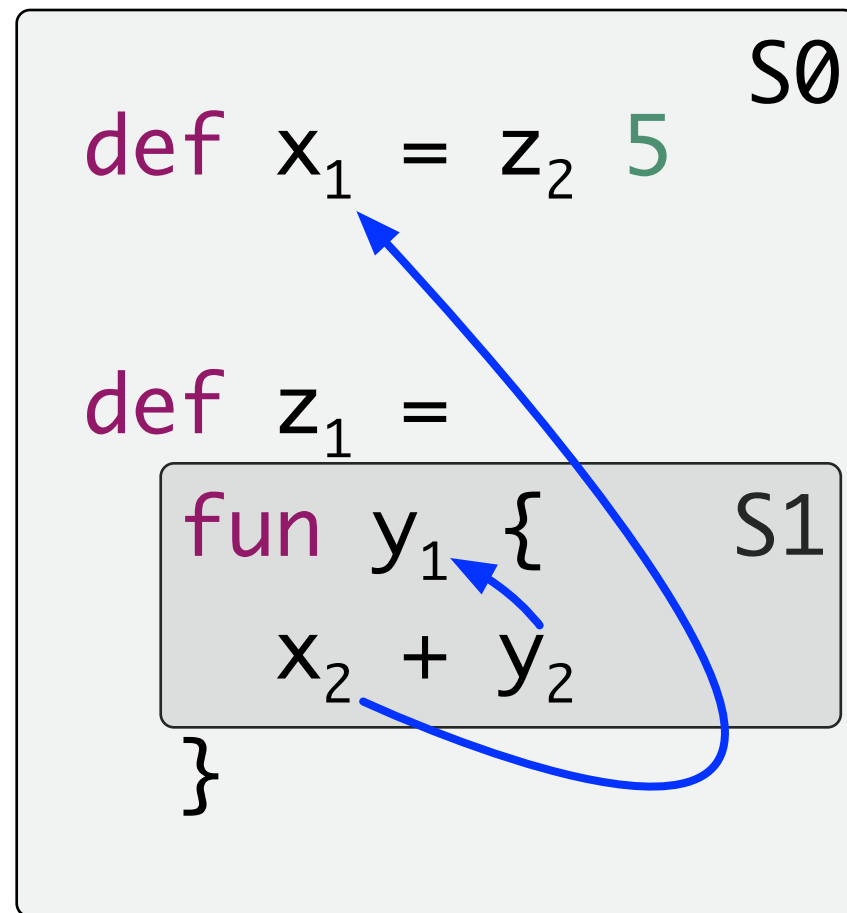 S0
def x₁ = z₂ 5
def z₁ =
fun y₁ { S1
x₂ + y₂
}